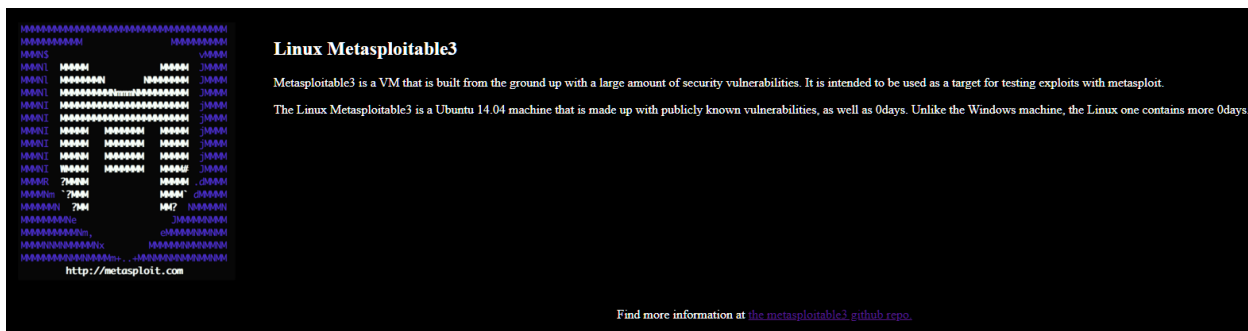 Linux Metasploitable3
Metasploitable3 is a VM that is built from the ground up with a large amount of security vulnerabilities. It is intended to be used as a target for testing exploits with metasploit.
The Linux Metasploitable3 is a Ubuntu 14.04 machine that is made up with publicly known vulnerabilities, as well as 0days. Unlike the Windows machine, the Linux one contains more 0days.
http://metasploit.com
Find more information at the metasploitable3 github repo.